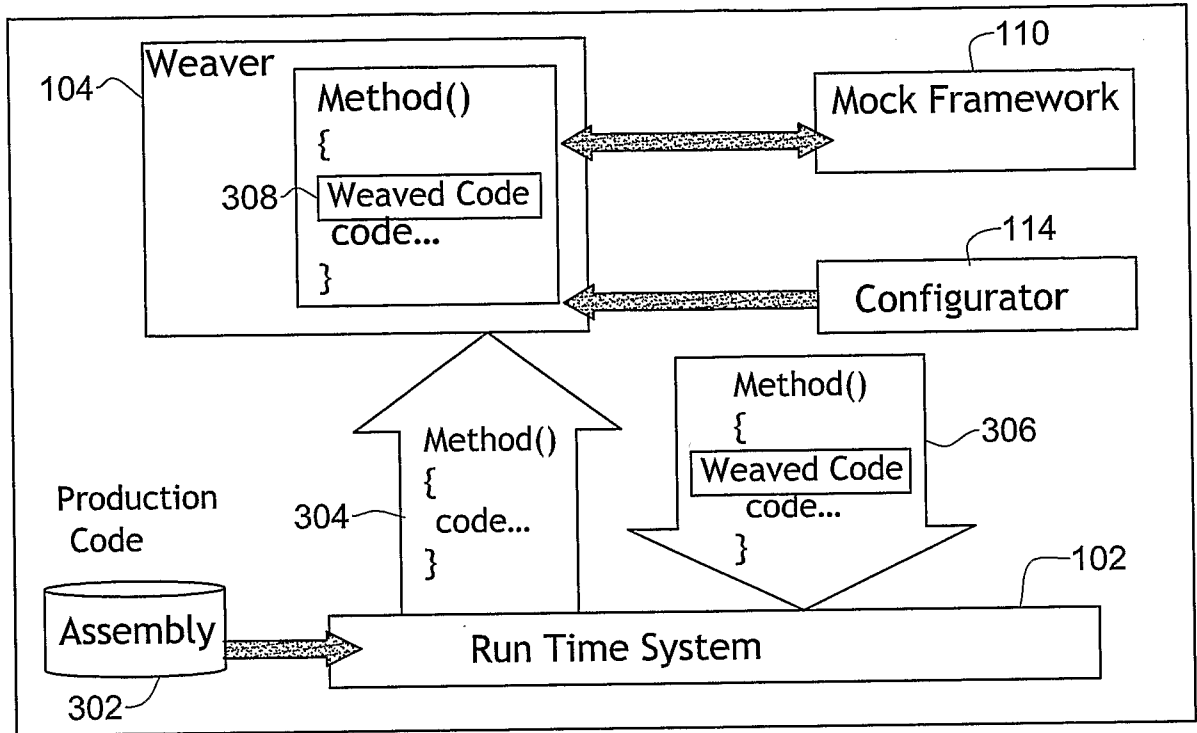 110
Weaver
104
Mock Framework
Method()
{
308
Weaved Code
code...
}
114
Configurator
Method()
{
Weaved Code
code...
}
306
Method()
{
code...
}
304
Production
Code
102
Assembly
Run Time System
302